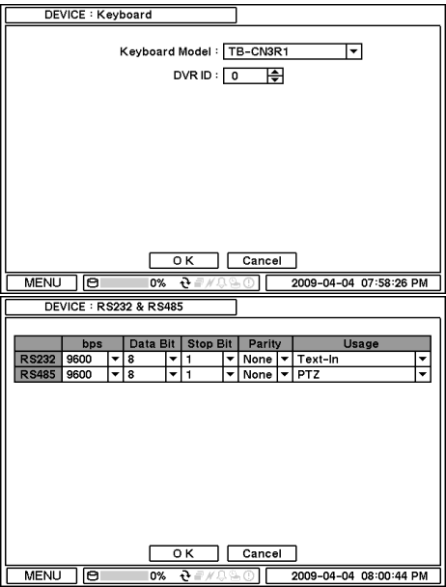 DEVICE : Keyboard
Keyboard Model : TB-CN3R1
DVR ID : 0
OK Cancel
MENU 0% 2009-04-04 07:58:26 PM
DEVICE : RS232 & RS485
bps Data Bit Stop Bit Parity Usage
RS232 9600 8 1 None Text-In
RS485 9600 8 1 None PTZ
OK Cancel
MENU 0% 2009-04-04 08:00:44 PM